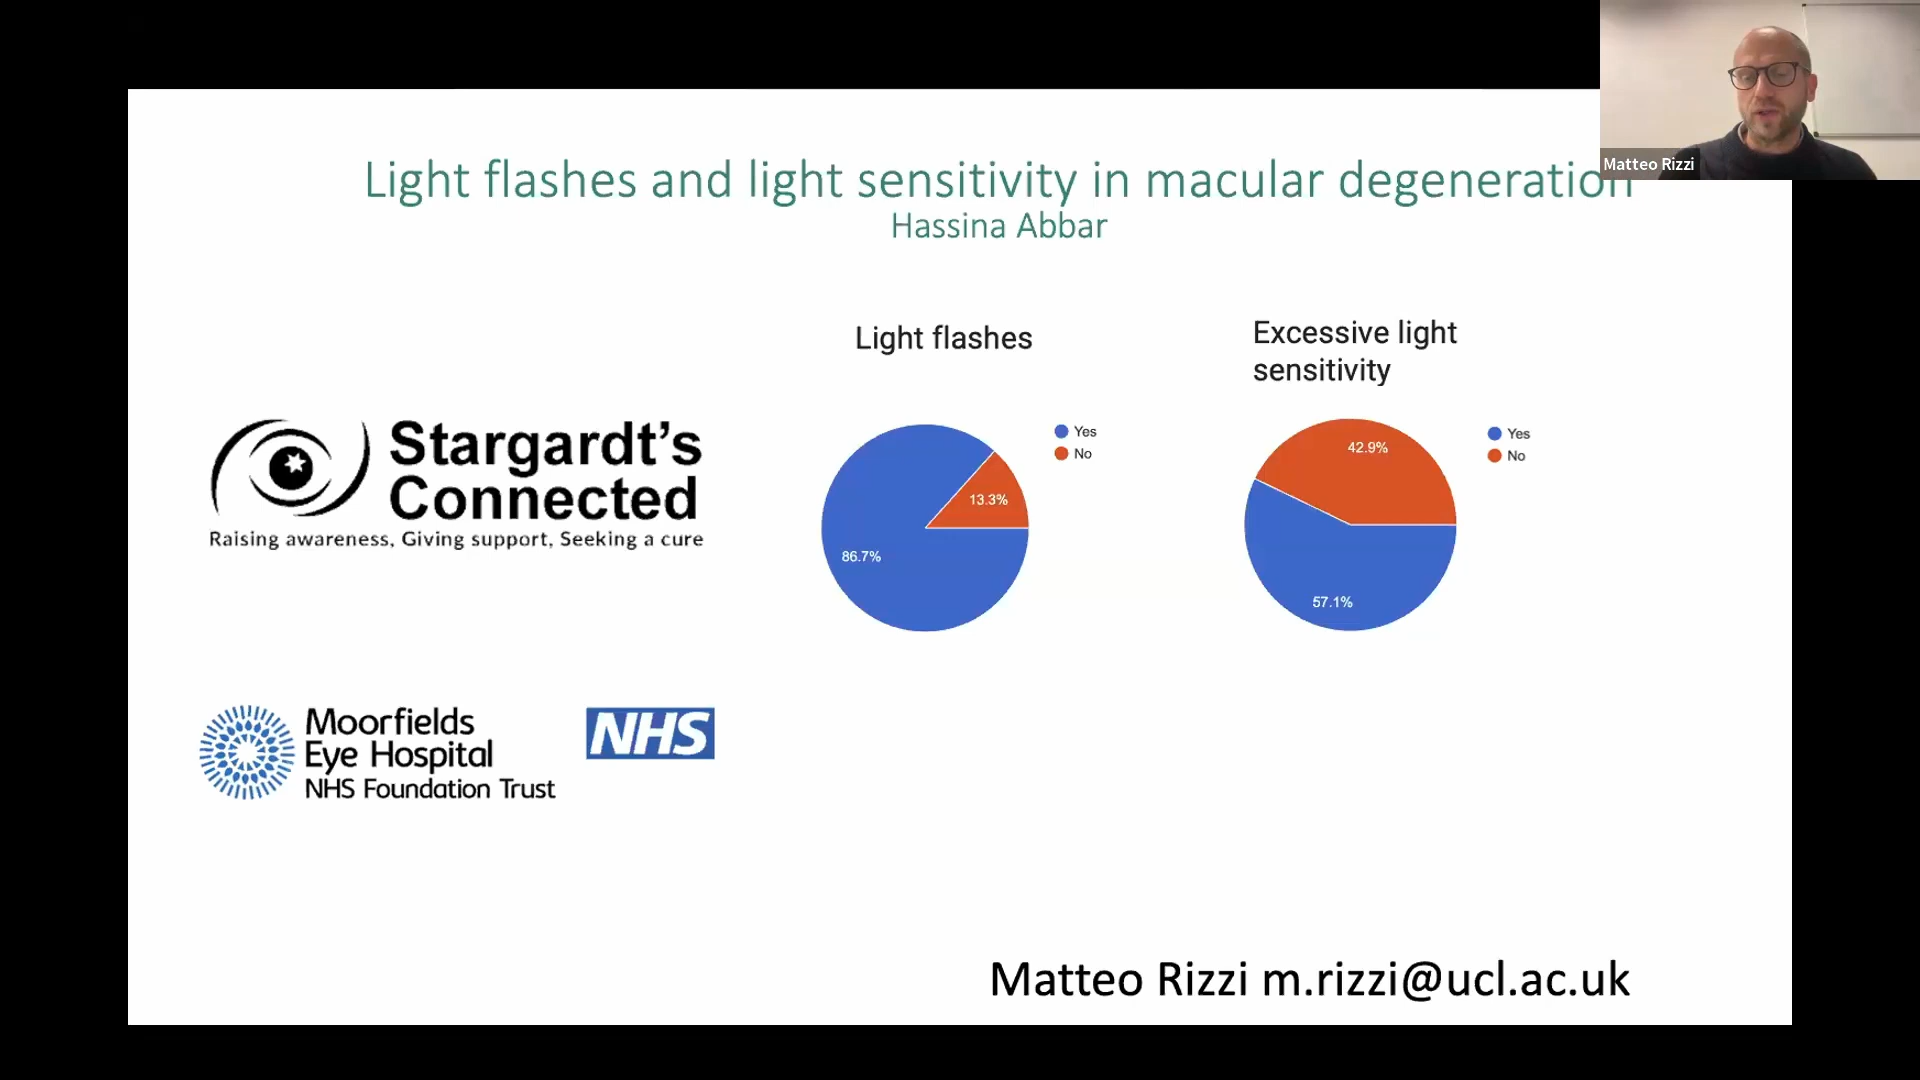 Matteo Rizzi
Light flashes and light sensitivity in macular degeneration
Hassina Abbar
Light flashes
Yes
No
13.3%
86.7%
Excessive light
sensitivity
Yes
No
42.9%
57.1%
Stargardt's
Connected
Raising awareness, Giving support, Seeking a cure
Moorfields
Eye Hospital
NHS Foundation Trust
NHS
Matteo Rizzi m.rizzi@ucl.ac.uk